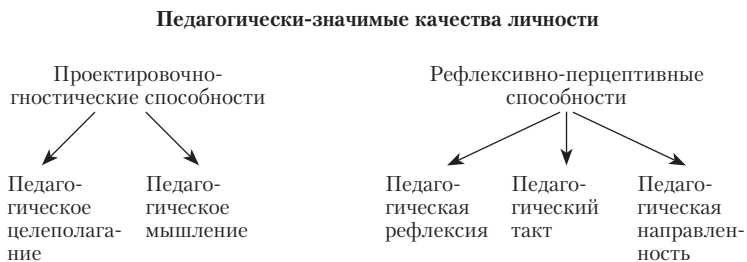 Педагогически-значимые качества личности
Проектировочно-
гностические способности
Рефлексивно-перцептивные
способности
Педаго-
гическое
целеполага-
ние
Педаго-
гическое
мышление
Педаго-
гическая
рефлексия
Педаго-
гический
такт
Педаго-
гическая
направлен-
ность